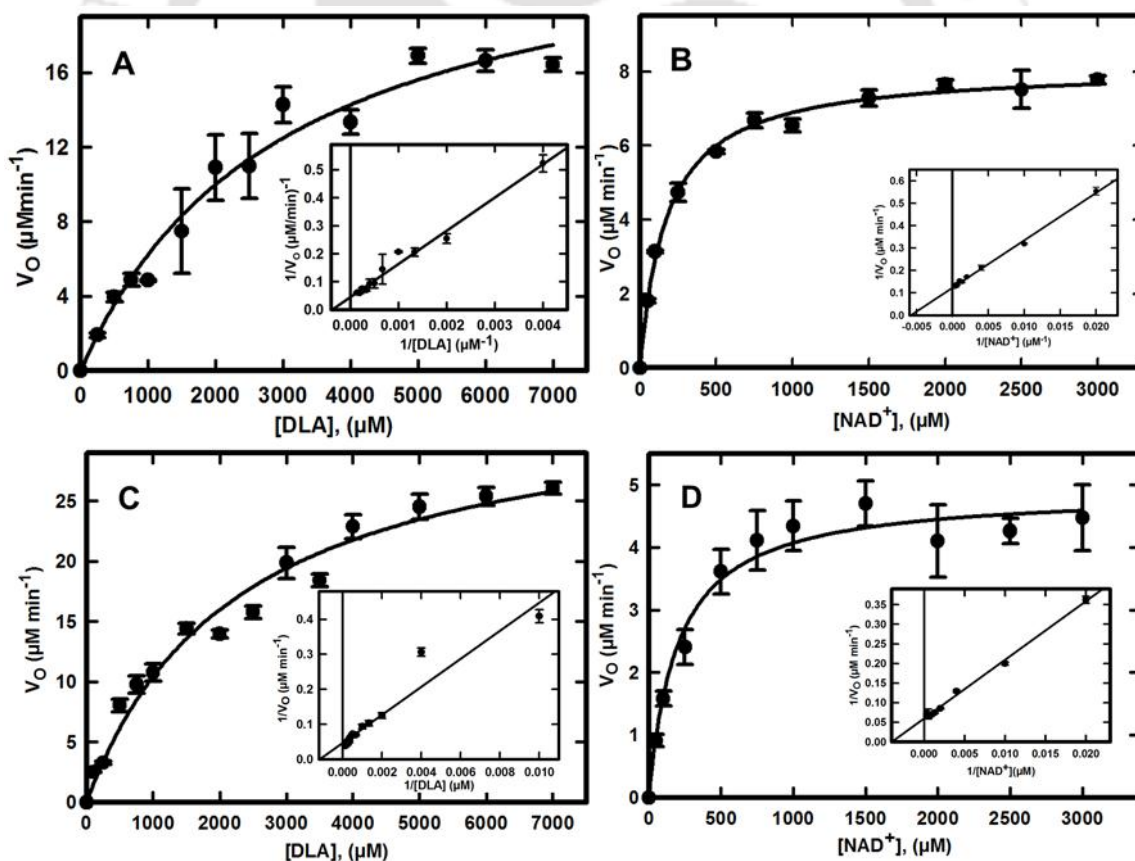 A
V_O (μMmin⁻¹)
16
12
8
4
0
0 1000 2000 3000 4000 5000 6000 7000
[DLA], (μM)
1/V_O (μM/min)⁻¹
0.5
0.4
0.3
0.2
0.1
0.0
0.000 0.001 0.002 0.003 0.004
1/[DLA] (μM⁻¹)
B
V_O (μM min⁻¹)
8
6
4
2
0
0 500 1000 1500 2000 2500 3000
[NAD⁺], (μM)
1/V_O (μM min⁻¹)
0.6
0.5
0.4
0.3
0.2
0.1
0.0
-0.005 0.000 0.005 0.010 0.015 0.020
1/[NAD⁺] (μM⁻¹)
C
V_O (μM min⁻¹)
25
20
15
10
5
0
0 1000 2000 3000 4000 5000 6000 7000
[DLA], (μM)
1/V_O (μM min⁻¹)
0.4
0.3
0.2
0.1
0.0
0.000 0.002 0.004 0.006 0.008 0.010
1/[DLA] (μM)
D
V_O (μM min⁻¹)
5
4
3
2
1
0
0 500 1000 1500 2000 2500 3000
[NAD⁺], (μM)
1/V_O (μM min⁻¹)
0.35
0.30
0.25
0.20
0.15
0.10
0.05
0.00
0.000 0.005 0.010 0.015 0.020
1/[NAD⁺](μM)